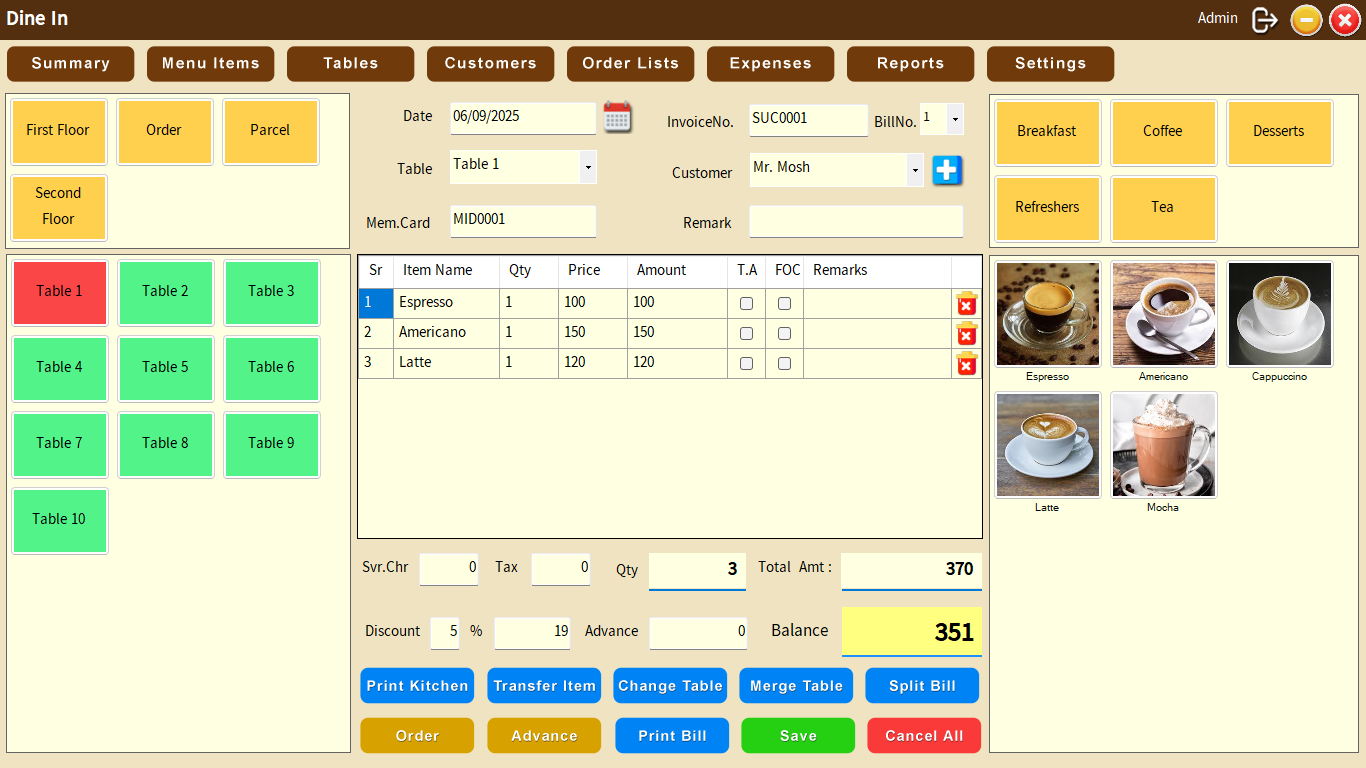 Dine In
Admin
Summary
Menu Items
Tables
Customers
Order Lists
Expenses
Reports
Settings
First Floor
Order
Parcel
Second
Floor
Date
06/09/2025
InvoiceNo.
SUC0001
BillNo.
1
Table
Table 1
Customer
Mr. Mosh
Mem.Card
MID0001
Remark
Breakfast
Coffee
Desserts
Refreshers
Tea
Table 1
Table 2
Table 3
Table 4
Table 5
Table 6
Table 7
Table 8
Table 9
Table 10
Sr Item Name Qty Price Amount T.A FOC Remarks
1 Espresso 1 100 100
2 Americano 1 150 150
3 Latte 1 120 120
Espresso
Americano
Cappuccino
Latte
Mocha
Svr.Chr 0 Tax 0 Qty 3 Total Amt : 370
Discount 5 % 19 Advance 0 Balance 351
Print Kitchen
Transfer Item
Change Table
Merge Table
Split Bill
Order
Advance
Print Bill
Save
Cancel All